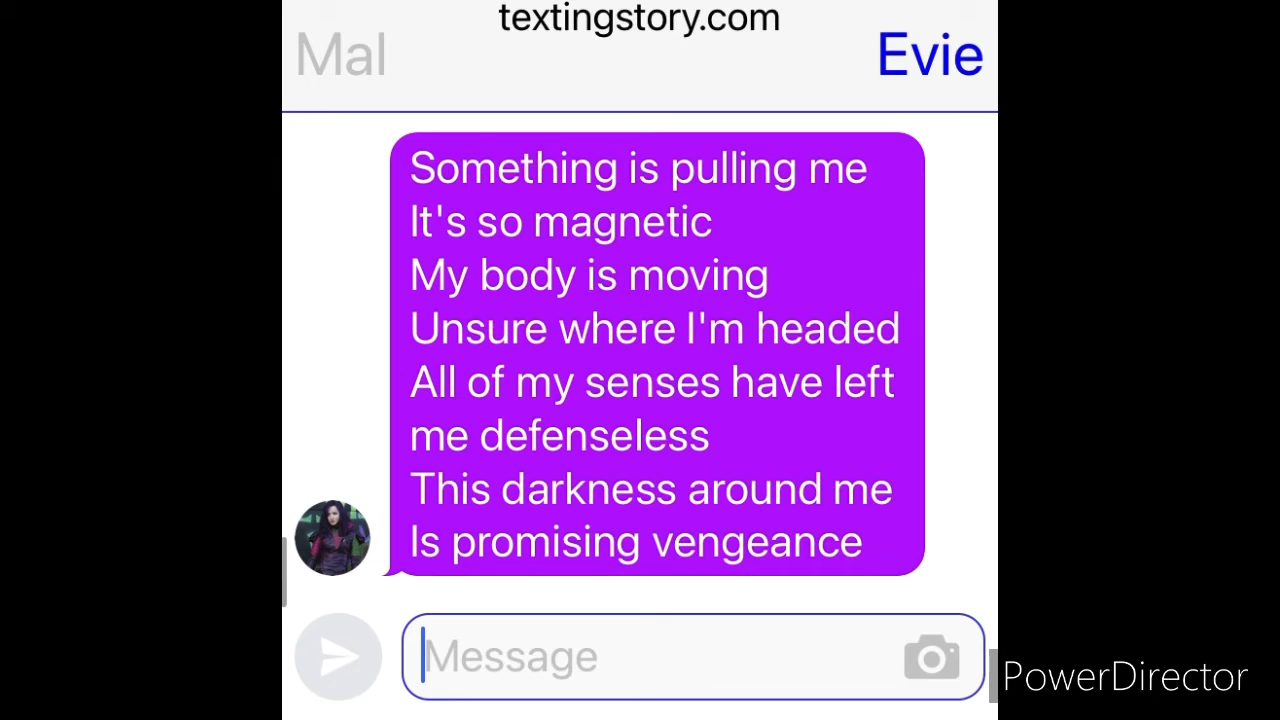 textingstory.com
Mal
Evie
Something is pulling me
It's so magnetic
My body is moving
Unsure where I'm headed
All of my senses have left
me defenseless
This darkness around me
Is promising vengeance
Message
PowerDirector